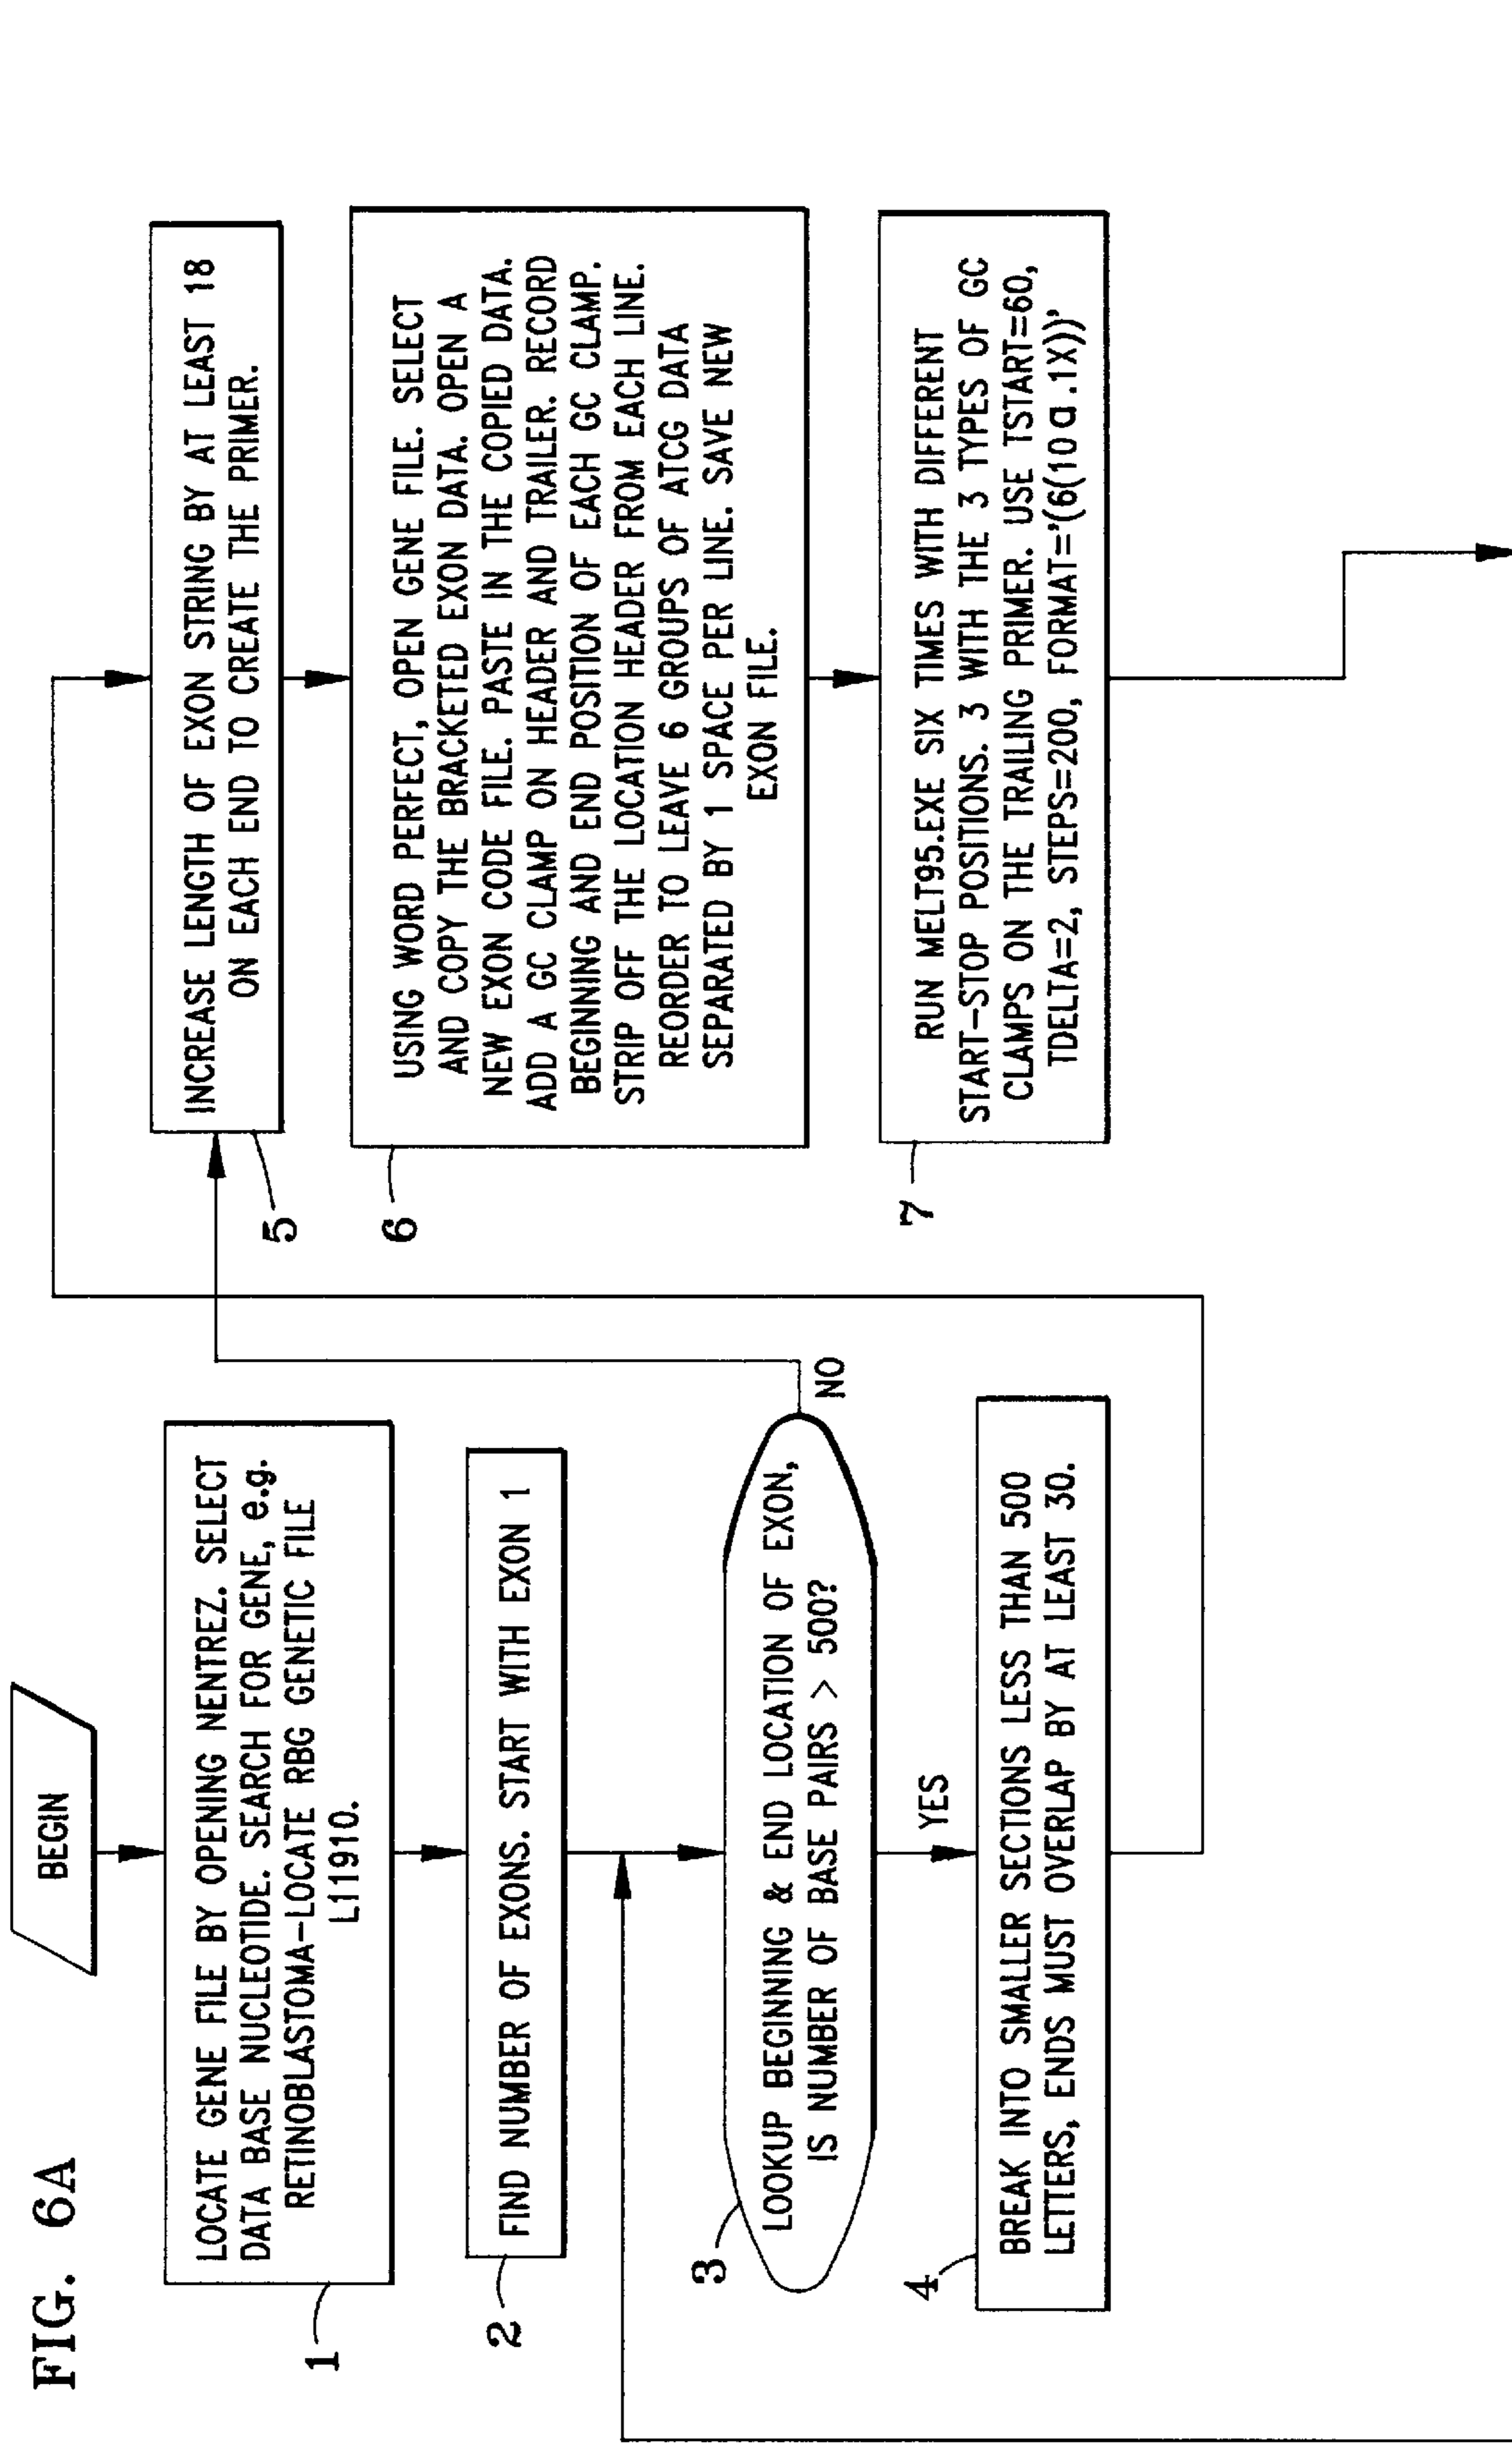 FIG. 6A
BEGIN
LOCATE GENE FILE BY OPENING NENTREZ. SELECT
DATA BASE NUCLEOTIDE. SEARCH FOR GENE, e.g.
RETINOBLASTOMA-LOCATE RBG GENETIC FILE
L11910.
1
FIND NUMBER OF EXONS. START WITH EXON 1
2
LOOKUP BEGINNING & END LOCATION OF EXON,
IS NUMBER OF BASE PAIRS > 500?
3
NO
YES
BREAK INTO SMALLER SECTIONS LESS THAN 500
LETTERS, ENDS MUST OVERLAP BY AT LEAST 30.
4
INCREASE LENGTH OF EXON STRING BY AT LEAST 18
ON EACH END TO CREATE THE PRIMER.
5
USING WORD PERFECT, OPEN GENE FILE. SELECT
AND COPY THE BRACKETED EXON DATA. OPEN A
NEW EXON CODE FILE. PASTE IN THE COPIED DATA.
ADD A GC CLAMP ON HEADER AND TRAILER. RECORD
BEGINNING AND END POSITION OF EACH GC CLAMP.
STRIP OFF THE LOCATION HEADER FROM EACH LINE.
REORDER TO LEAVE 6 GROUPS OF ATCG DATA
SEPARATED BY 1 SPACE PER LINE. SAVE NEW
EXON FILE.
6
RUN MELT95.EXE SIX TIMES WITH DIFFERENT
START-STOP POSITIONS. 3 WITH THE 3 TYPES OF GC
CLAMPS ON THE TRAILING PRIMER. USE TSTART=60,
TDELTA=2, STEPS=200, FORMAT='(6(10a.1X))'
7